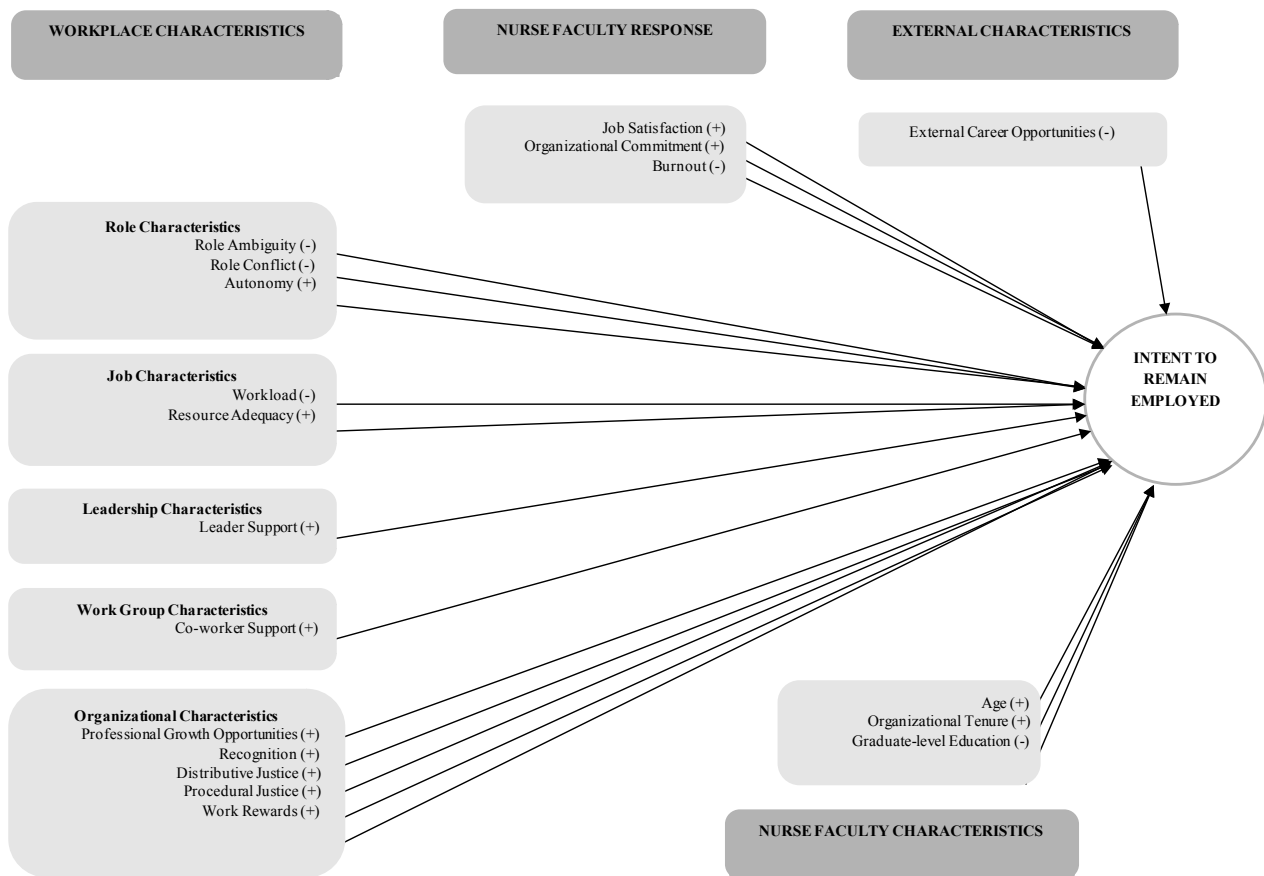 WORKPLACE CHARACTERISTICS
NURSE FACULTY RESPONSE
EXTERNAL CHARACTERISTICS
Job Satisfaction (+)
Organizational Commitment (+)
Burnout (-)
External Career Opportunities (-)
Role Characteristics
Role Ambiguity (-)
Role Conflict (-)
Autonomy (+)
Job Characteristics
Workload (-)
Resource Adequacy (+)
Leadership Characteristics
Leader Support (+)
Work Group Characteristics
Co-worker Support (+)
Organizational Characteristics
Professional Growth Opportunities (+)
Recognition (+)
Distributive Justice (+)
Procedural Justice (+)
Work Rewards (+)
INTENT TO
REMAIN
EMPLOYED
Age (+)
Organizational Tenure (+)
Graduate-level Education (-)
NURSE FACULTY CHARACTERISTICS